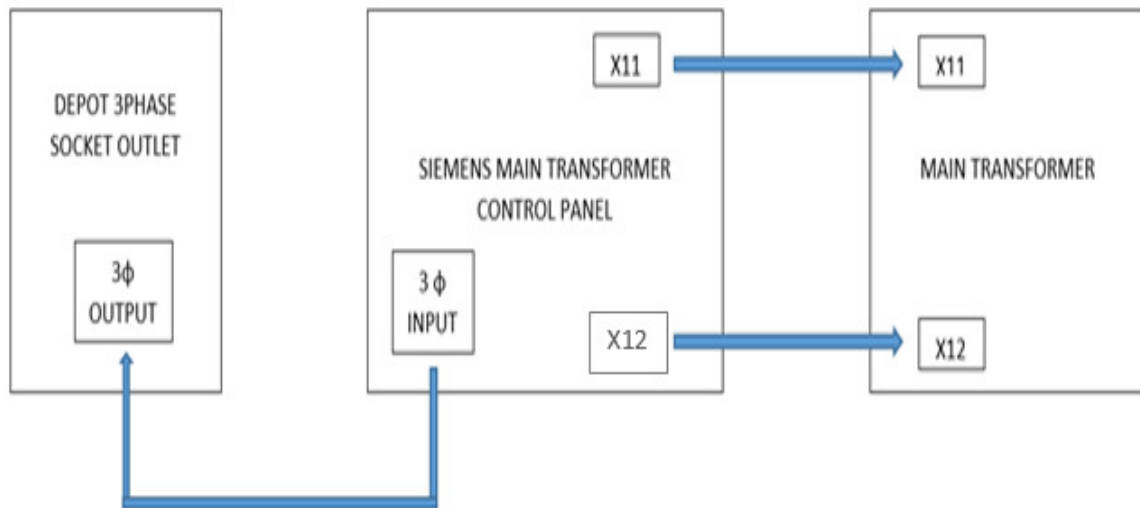 DEPOT 3PHASE
SOCKET OUTLET
3ϕ
OUTPUT
X11
SIEMENS MAIN TRANSFORMER
CONTROL PANEL
3 ϕ
INPUT
X12
X11
MAIN TRANSFORMER
X12